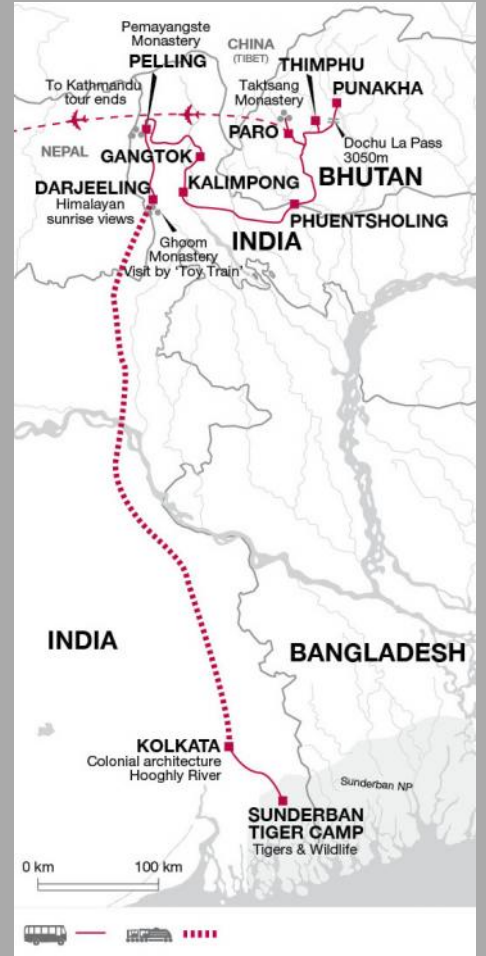 Pemayangste
Monastery
PELLING
CHINA
(TIBET)
THIMPHU
To Kathmandu
tour ends
Taktsang
Monastery
PUNAKHA
PARO
Dochu La Pass
3050m
NEPAL
GANGTOK
BHUTAN
DARJEELING
Himalayan
sunrise views
KALIMPONG
PHUENTSHOLING
INDIA
Ghoom
Monastery
Visit by 'Toy Train'
INDIA
BANGLADESH
KOLKATA
Colonial architecture
Hooghly River
Sunderban NP
SUNDERBAN
TIGER CAMP
Tigers & Wildlife
0 km
100 km